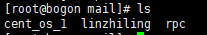 [root@bogon mail]# ls
cent_os_1  linzhiling  rpc